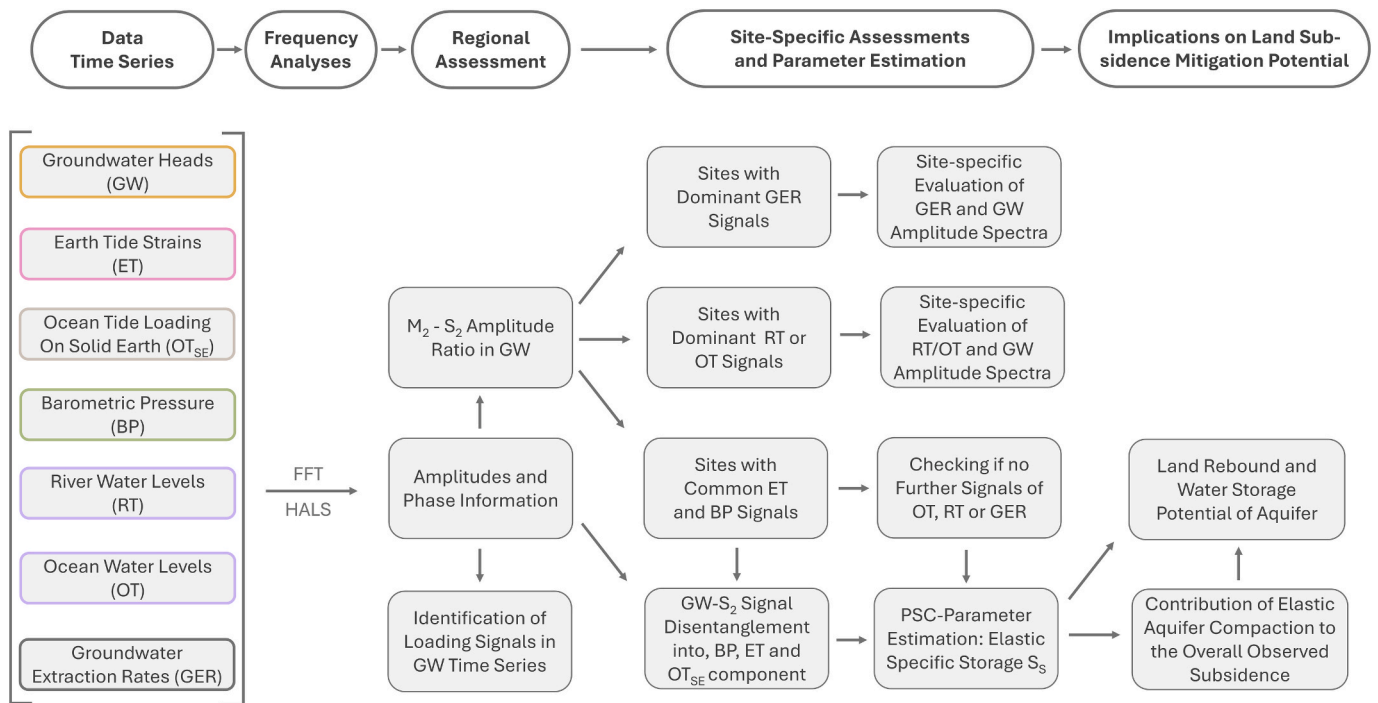 Data
Time Series
Frequency
Analyses
Regional
Assessment
Site-Specific Assessments
and Parameter Estimation
Implications on Land Sub-
sidence Mitigation Potential
Groundwater Heads
(GW)
Earth Tide Strains
(ET)
Ocean Tide Loading
On Solid Earth (OT_SE)
Barometric Pressure
(BP)
River Water Levels
(RT)
Ocean Water Levels
(OT)
Groundwater
Extraction Rates (GER)
FFT
HALS
M₂ - S₂ Amplitude
Ratio in GW
Amplitudes and
Phase Information
Identification of
Loading Signals in
GW Time Series
Sites with
Dominant GER
Signals
Site-specific
Evaluation of
GER and GW
Amplitude Spectra
Sites with
Dominant RT or
OT Signals
Site-specific
Evaluation of
RT/OT and GW
Amplitude Spectra
Sites with
Common ET
and BP Signals
Checking if no
Further Signals of
OT, RT or GER
GW-S₂ Signal
Disentanglement
into, BP, ET and
OT_SE component
PSC-Parameter
Estimation: Elastic
Specific Storage S_S
Land Rebound and
Water Storage
Potential of Aquifer
Contribution of Elastic
Aquifer Compaction to
the Overall Observed
Subsidence